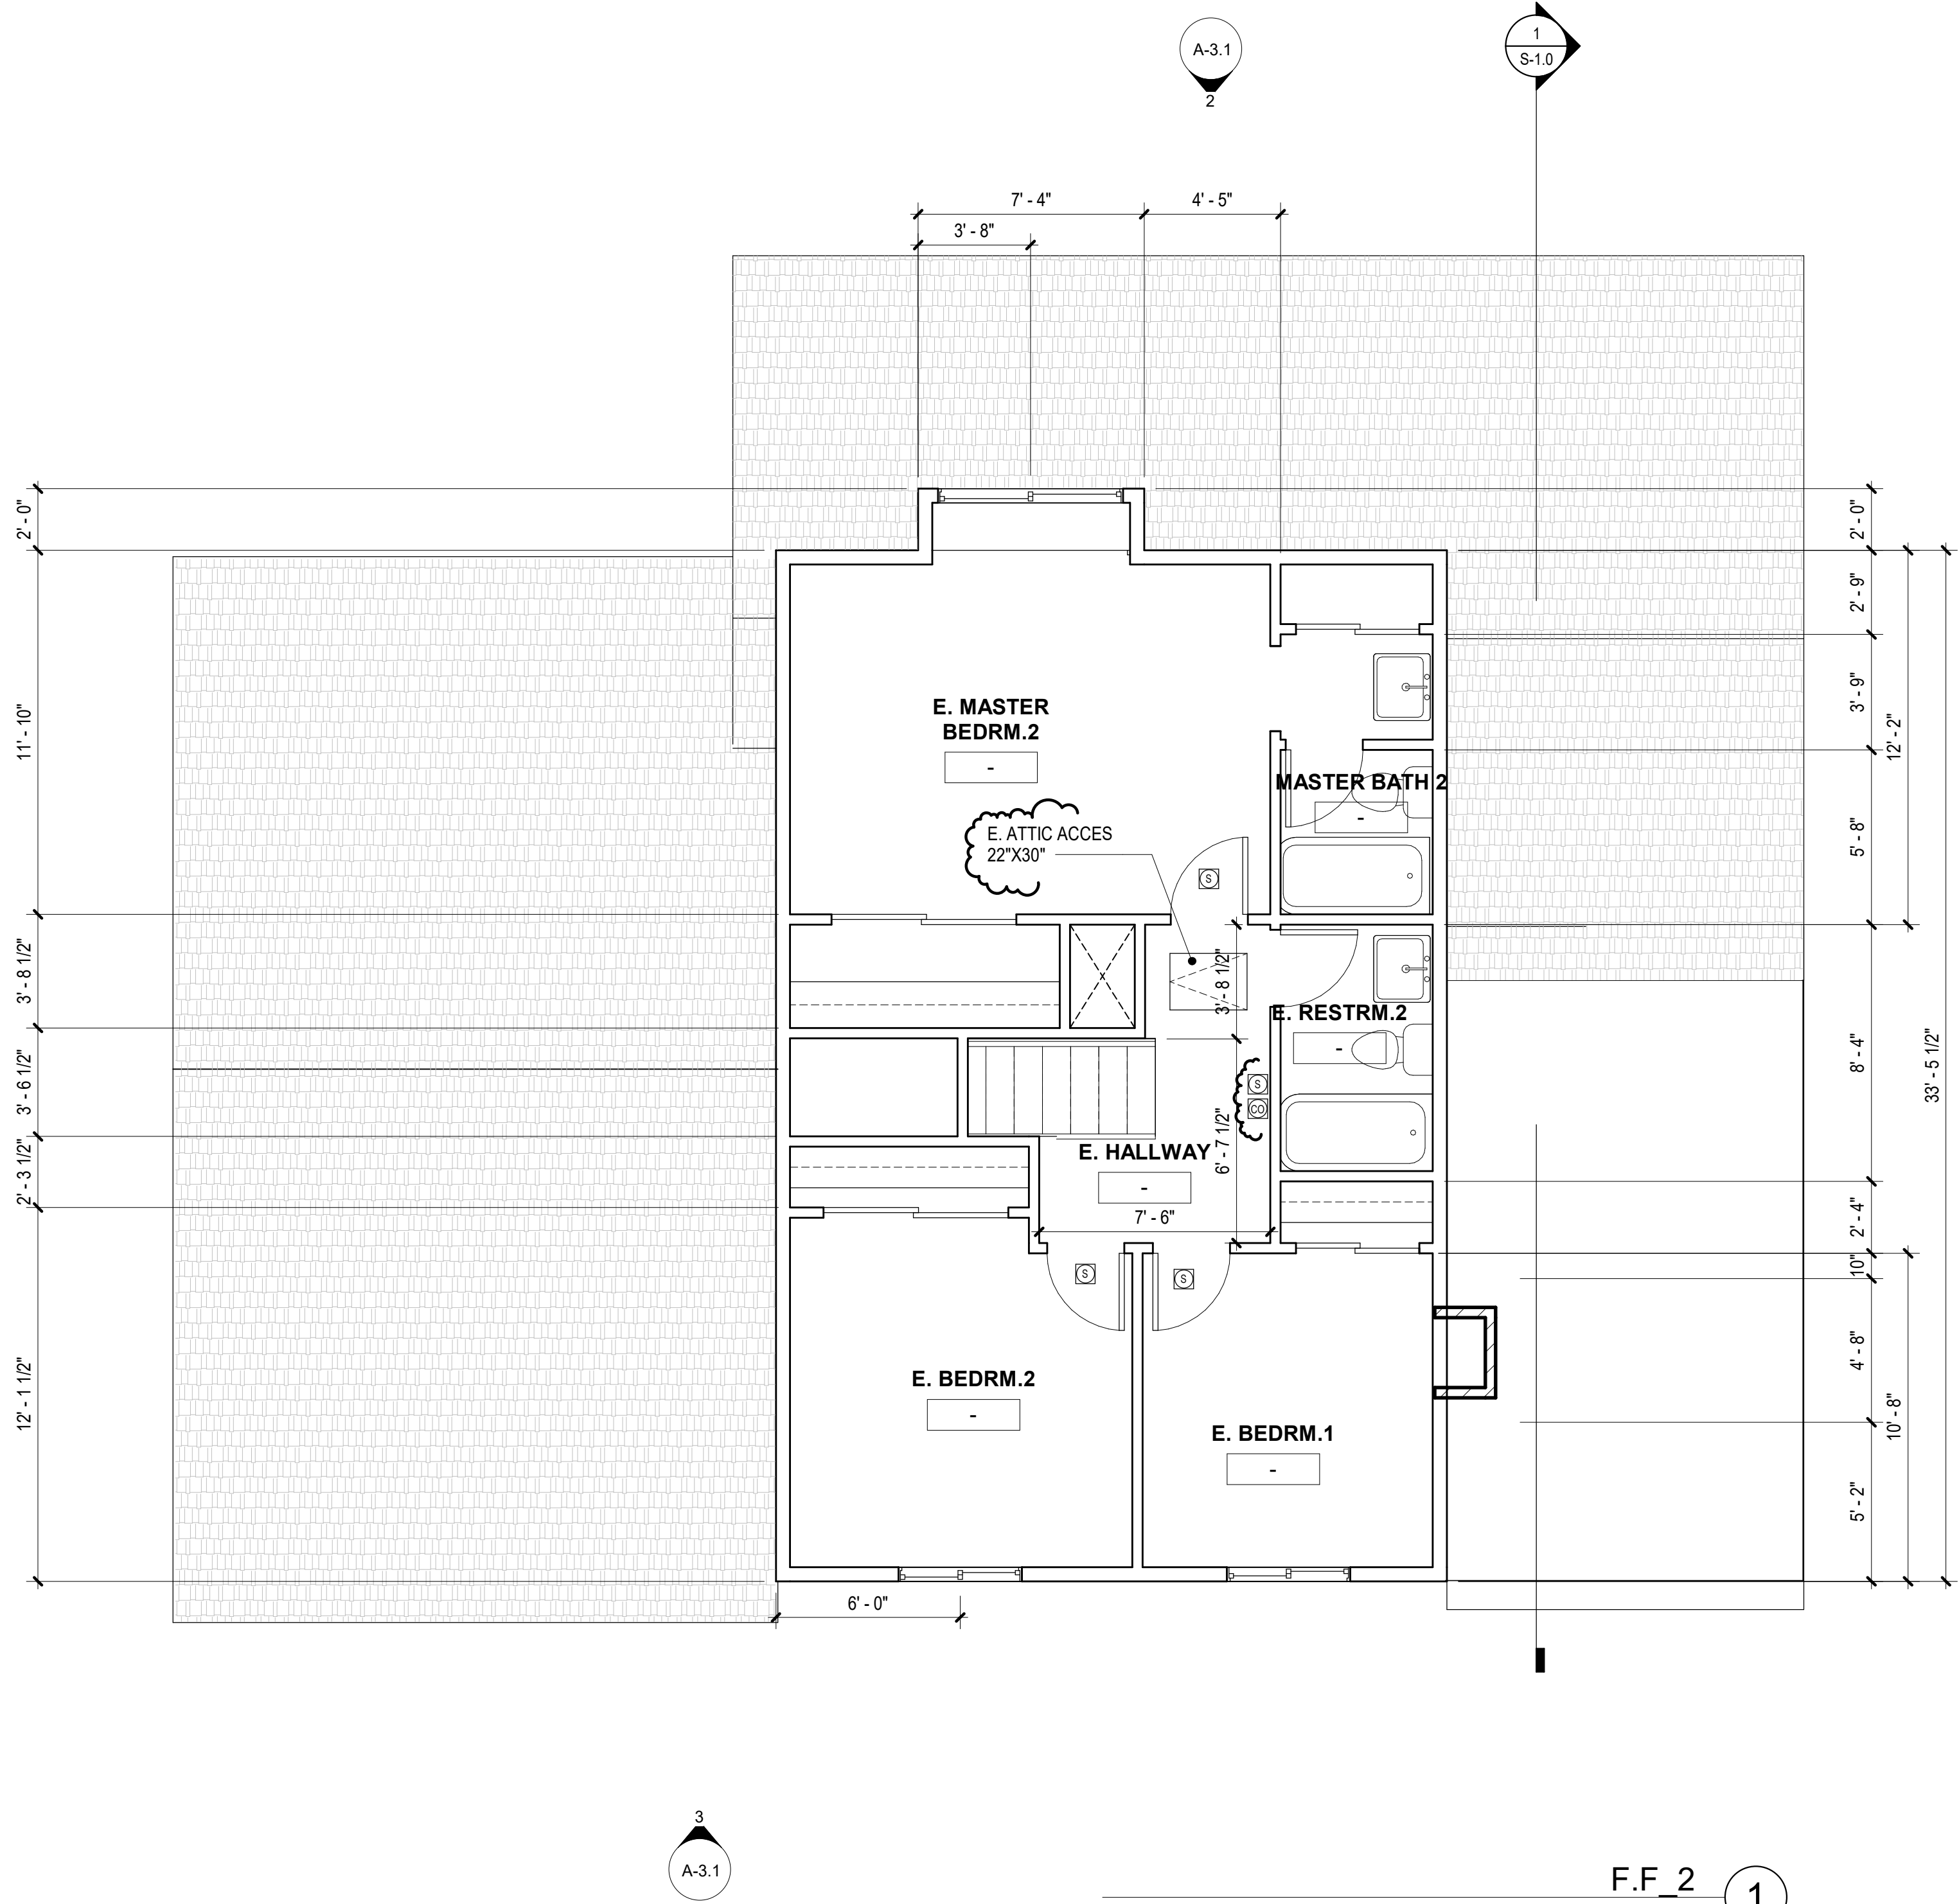 A-3.1
2
1
S-1.0
7' - 4"
4' - 5"
3' - 8"
2' - 0"
11' - 10"
3' - 8 1/2"
3' - 6 1/2"
2' - 3 1/2"
12' - 1 1/2"
E. MASTER
BEDRM.2
-
E. ATTIC ACCES
22"X30"
S
MASTER BATH 2
-
3' - 8 1/2"
E. RESTRM.2
-
S
CO
6' - 7 1/2"
E. HALLWAY
-
7' - 6"
S
S
E. BEDRM.2
-
E. BEDRM.1
-
6' - 0"
2' - 0"
2' - 9"
3' - 9"
5' - 8"
8' - 4"
2' - 4"
10"
4' - 8"
5' - 2"
12' - 2"
10' - 8"
33' - 5 1/2"
3
A-3.1
F.F_2
1